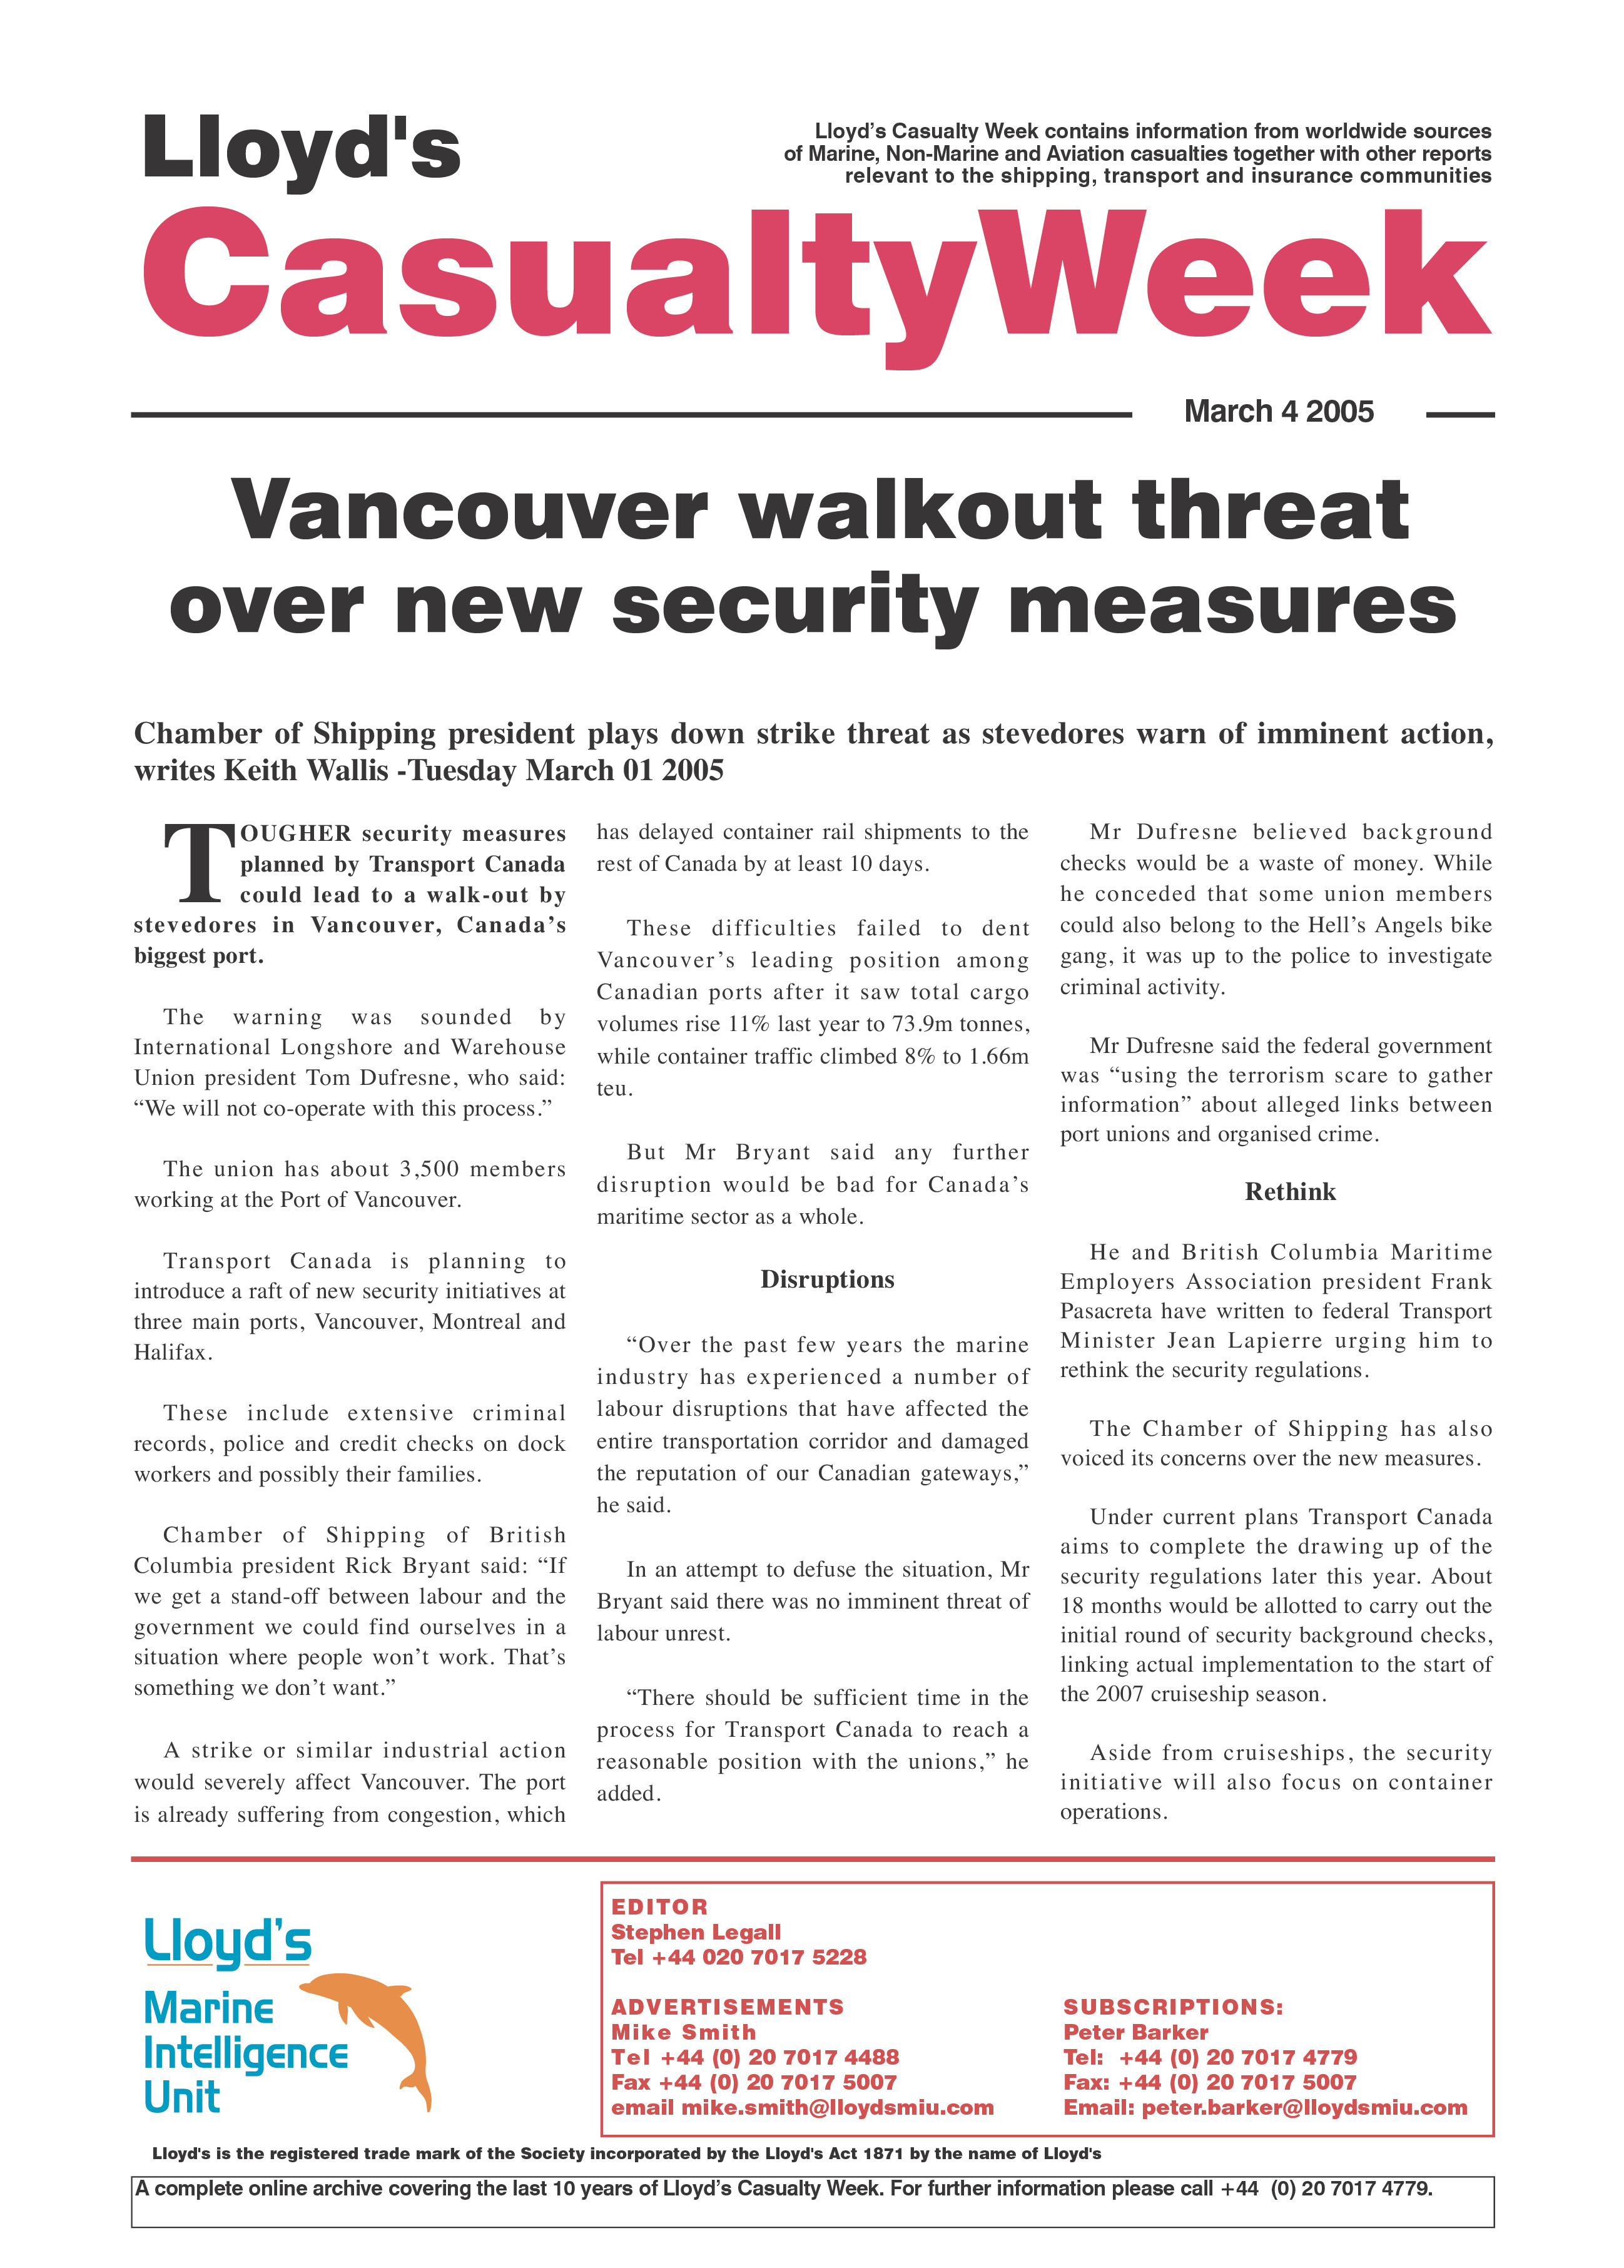 Lloyd's
Lloyd's Casualty Week contains information from worldwide sources
of Marine, Non-Marine and Aviation casualties together with other reports
relevant to the shipping, transport and insurance communities
CasualtyWeek
March 4 2005
Vancouver walkout threat
over new security measures
Chamber of Shipping president plays down strike threat as stevedores warn of imminent action,
writes Keith Wallis -Tuesday March 01 2005
TOUGHER security measures
planned by Transport Canada
could lead to a walk-out by
stevedores in Vancouver, Canada's
biggest port.
The warning was sounded by
International Longshore and Warehouse
Union president Tom Dufresne, who said:
“We will not co-operate with this process.”
The union has about 3,500 members
working at the Port of Vancouver.
Transport Canada is planning to
introduce a raft of new security initiatives at
three main ports, Vancouver, Montreal and
Halifax.
These include extensive criminal
records, police and credit checks on dock
workers and possibly their families.
Chamber of Shipping of British
Columbia president Rick Bryant said: “If
we get a stand-off between labour and the
government we could find ourselves in a
situation where people won't work. That's
something we don't want.”
A strike or similar industrial action
would severely affect Vancouver. The port
is already suffering from congestion, which
has delayed container rail shipments to the
rest of Canada by at least 10 days.
These difficulties failed to dent
Vancouver's leading position among
Canadian ports after it saw total cargo
volumes rise 11% last year to 73.9m tonnes,
while container traffic climbed 8% to 1.66m
teu.
But Mr Bryant said any further
disruption would be bad for Canada's
maritime sector as a whole.
Disruptions
“Over the past few years the marine
industry has experienced a number of
labour disruptions that have affected the
entire transportation corridor and damaged
the reputation of our Canadian gateways,”
he said.
In an attempt to defuse the situation, Mr
Bryant said there was no imminent threat of
labour unrest.
“There should be sufficient time in the
process for Transport Canada to reach a
reasonable position with the unions,” he
added.
Mr Dufresne believed background
checks would be a waste of money. While
he conceded that some union members
could also belong to the Hell's Angels bike
gang, it was up to the police to investigate
criminal activity.
Mr Dufresne said the federal government
was “using the terrorism scare to gather
information” about alleged links between
port unions and organised crime.
Rethink
He and British Columbia Maritime
Employers Association president Frank
Pasacreta have written to federal Transport
Minister Jean Lapierre urging him to
rethink the security regulations.
The Chamber of Shipping has also
voiced its concerns over the new measures.
Under current plans Transport Canada
aims to complete the drawing up of the
security regulations later this year. About
18 months would be allotted to carry out the
initial round of security background checks,
linking actual implementation to the start of
the 2007 cruiseship season.
Aside from cruiseships, the security
initiative will also focus on container
operations.
Lloyd's
Marine
Intelligence
Unit
EDITOR
Stephen Legall
Tel +44 020 7017 5228
ADVERTISEMENTS
Mike Smith
Tel +44 (0) 20 7017 4488
Fax +44 (0) 20 7017 5007
email mike.smith@lloydsmiu.com
SUBSCRIPTIONS:
Peter Barker
Tel: +44 (0) 20 7017 4779
Fax: +44 (0) 20 7017 5007
Email: peter.barker@lloydsmiu.com
Lloyd's is the registered trade mark of the Society incorporated by the Lloyd's Act 1871 by the name of Lloyd's
A complete online archive covering the last 10 years of Lloyd's Casualty Week. For further information please call +44 (0) 20 7017 4779.